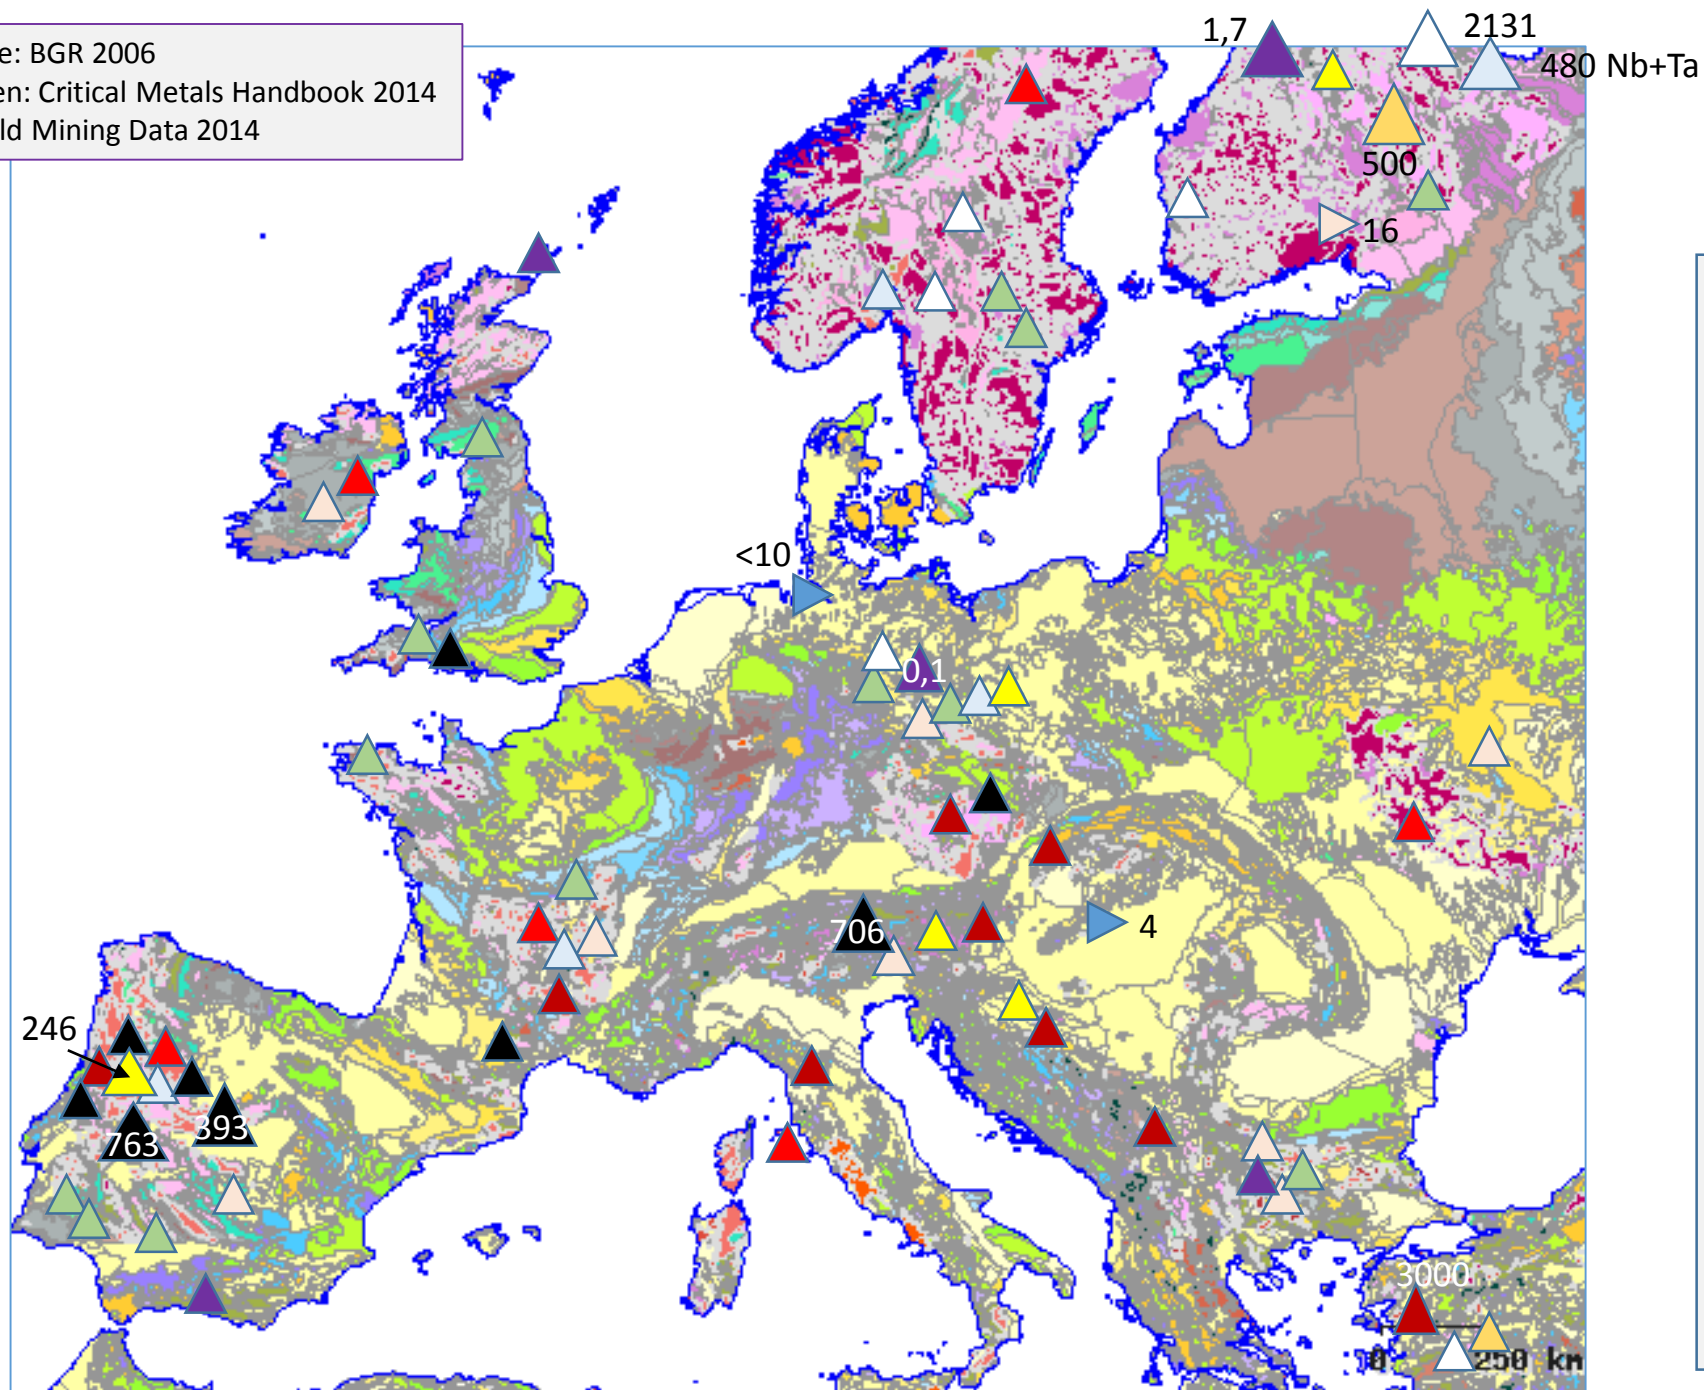 e: BGR 2006
en: Critical Metals Handbook 2014
ld Mining Data 2014
1,7
2131
480 Nb+Ta
500
16
<10
0,1
706
4
246
393
763
3000
0 250 km